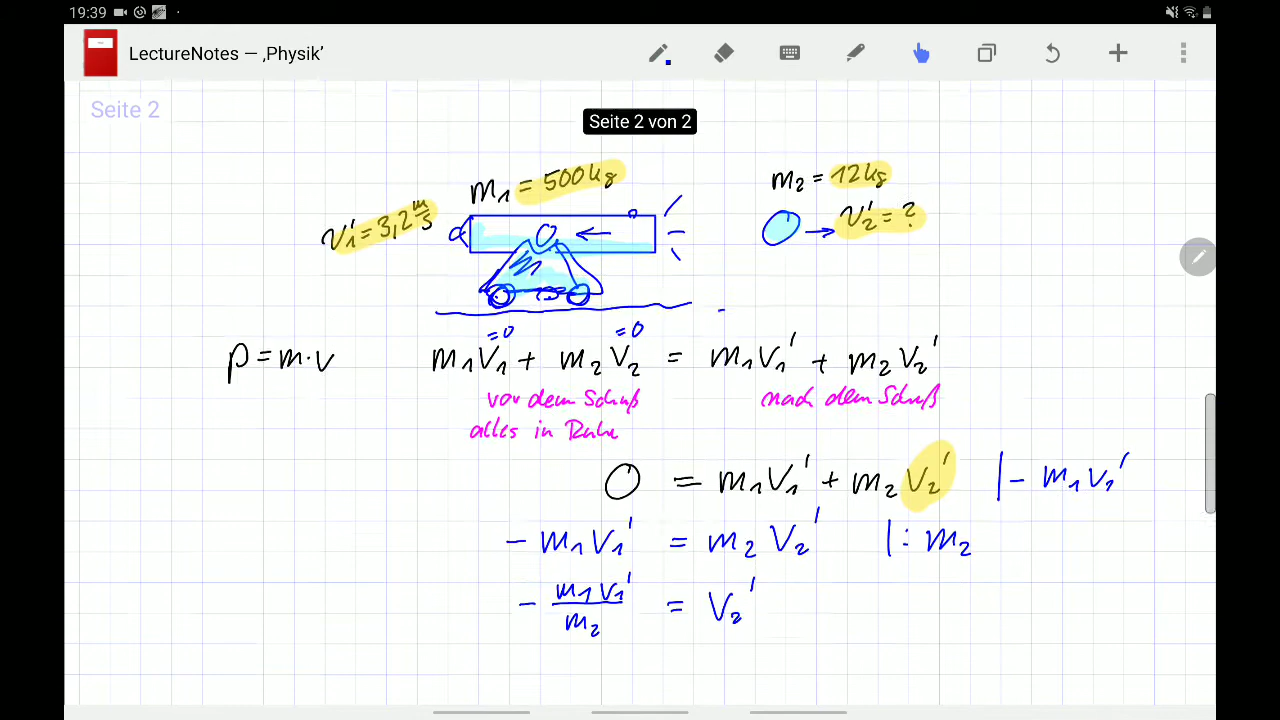 19:39
LectureNotes — ‚Physik‘
Seite 2
Seite 2 von 2
m₁ = 500 kg
m₂ = 12 kg
v₁' = 3,2 m/s
v₂' = ?
= 0 = 0
p = m · v m₁v₁ + m₂v₂ = m₁v₁' + m₂v₂'
vor dem Schuß nach dem Schuß
alles in Ruhe
0 = m₁v₁' + m₂v₂' | - m₁v₁'
- m₁v₁' = m₂v₂' | : m₂
- m₁v₁' / m₂ = v₂'